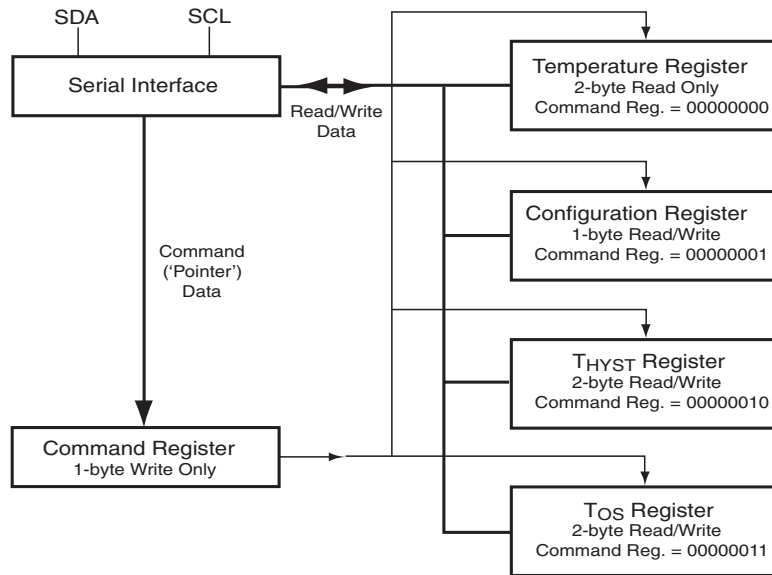 SDA
SCL
Serial Interface
Read/Write
Data
Temperature Register
2-byte Read Only
Command Reg. = 00000000
Configuration Register
1-byte Read/Write
Command Reg. = 00000001
Command
(‘Pointer’)
Data
THYST Register
2-byte Read/Write
Command Reg. = 00000010
Command Register
1-byte Write Only
TOS Register
2-byte Read/Write
Command Reg. = 00000011